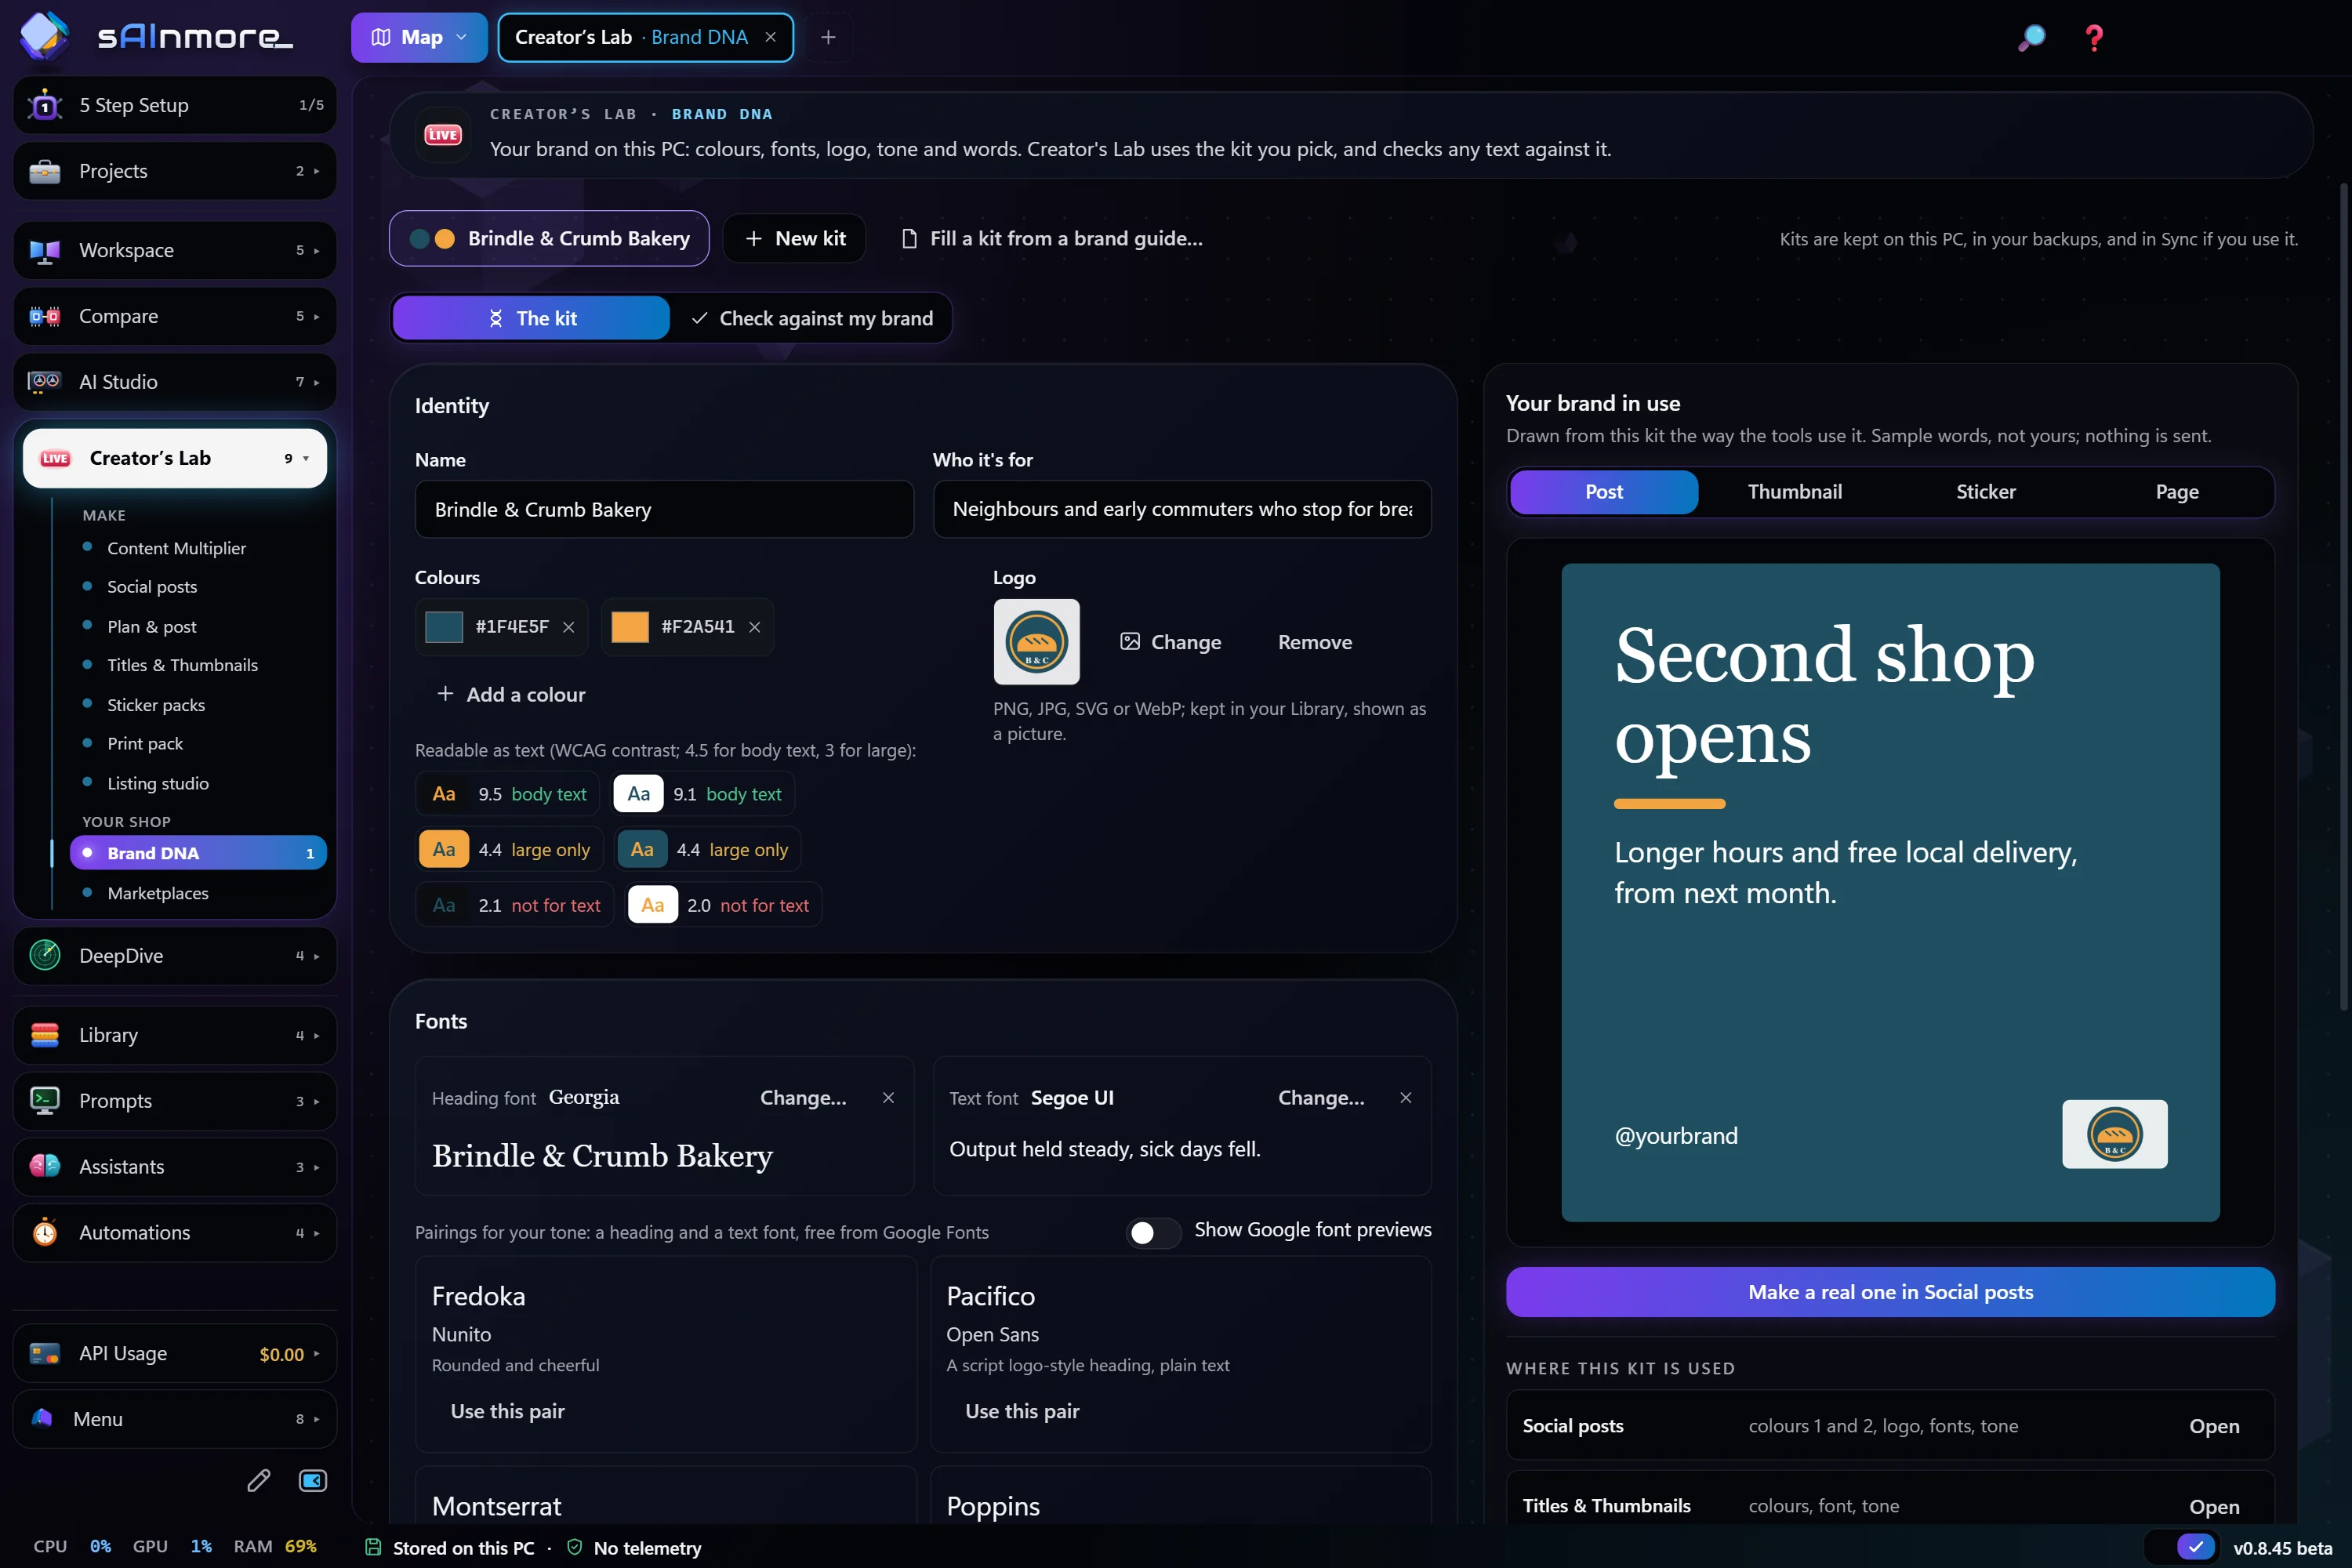 sAInmore_
Map
Creator's Lab · Brand DNA
5 Step Setup 1/5
Projects 2
Workspace 5
Compare 5
AI Studio 7
LIVE Creator's Lab 9
MAKE
Content Multiplier
Social posts
Plan & post
Titles & Thumbnails
Sticker packs
Print pack
Listing studio
YOUR SHOP
Brand DNA 1
Marketplaces
DeepDive 4
Library 4
Prompts 3
Assistants 3
Automations 4
API Usage $0.00
Menu 8
CPU 0% GPU 1% RAM 69%
LIVE
CREATOR'S LAB · BRAND DNA
Your brand on this PC: colours, fonts, logo, tone and words. Creator's Lab uses the kit you pick, and checks any text against it.
Brindle & Crumb Bakery
New kit
Fill a kit from a brand guide...
Kits are kept on this PC, in your backups, and in Sync if you use it.
The kit
Check against my brand
Identity
Name
Brindle & Crumb Bakery
Who it's for
Neighbours and early commuters who stop for brea
Colours
#1F4E5F
#F2A541
Add a colour
Logo
B & C
Change
Remove
PNG, JPG, SVG or WebP; kept in your Library, shown as
a picture.
Readable as text (WCAG contrast; 4.5 for body text, 3 for large):
Aa 9.5 body text
Aa 9.1 body text
Aa 4.4 large only
Aa 4.4 large only
Aa 2.1 not for text
Aa 2.0 not for text
Fonts
Heading font Georgia Change...
Brindle & Crumb Bakery
Text font Segoe UI Change...
Output held steady, sick days fell.
Pairings for your tone: a heading and a text font, free from Google Fonts
Show Google font previews
Fredoka
Nunito
Rounded and cheerful
Use this pair
Pacifico
Open Sans
A script logo-style heading, plain text
Use this pair
Montserrat
Poppins
Your brand in use
Drawn from this kit the way the tools use it. Sample words, not yours; nothing is sent.
Post
Thumbnail
Sticker
Page
Second shop
opens
Longer hours and free local delivery,
from next month.
@yourbrand
B & C
Make a real one in Social posts
WHERE THIS KIT IS USED
Social posts colours 1 and 2, logo, fonts, tone Open
Titles & Thumbnails colours, font, tone Open
Stored on this PC · No telemetry
v0.8.45 beta